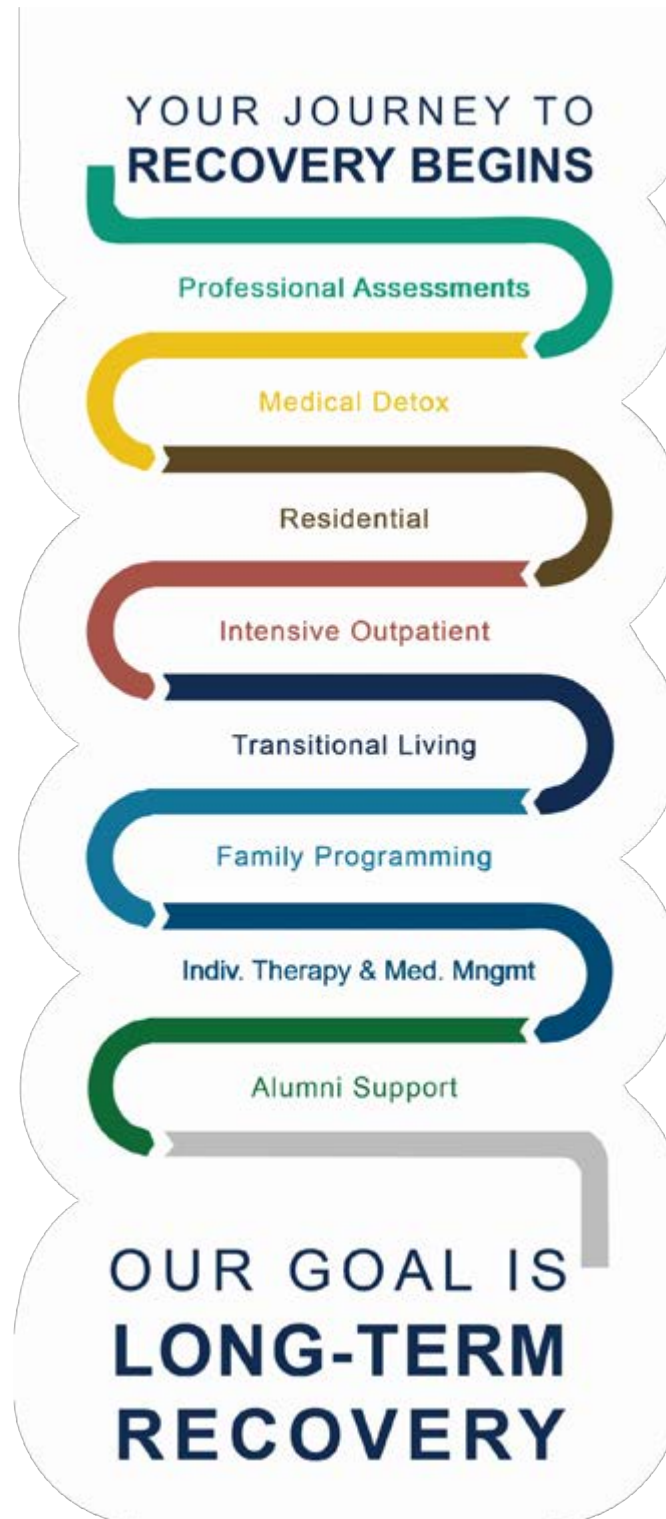 YOUR JOURNEY TO
RECOVERY BEGINS
Professional Assessments
Medical Detox
Residential
Intensive Outpatient
Transitional Living
Family Programming
Indiv. Therapy & Med. Mngmt
Alumni Support
OUR GOAL IS
LONG-TERM
RECOVERY